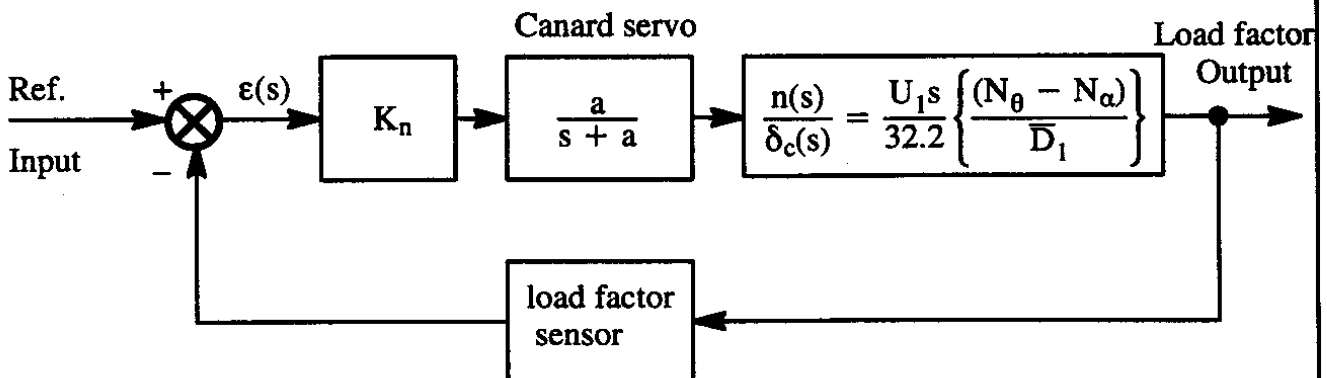 Canard servo
Load factor
Output
Ref.
Input
+
−
ε(s)
K_n
a
s + a
n(s)
δ_c(s)
=
U_1 s
32.2
{
(N_θ − N_α)
D̅_1
}
load factor
sensor